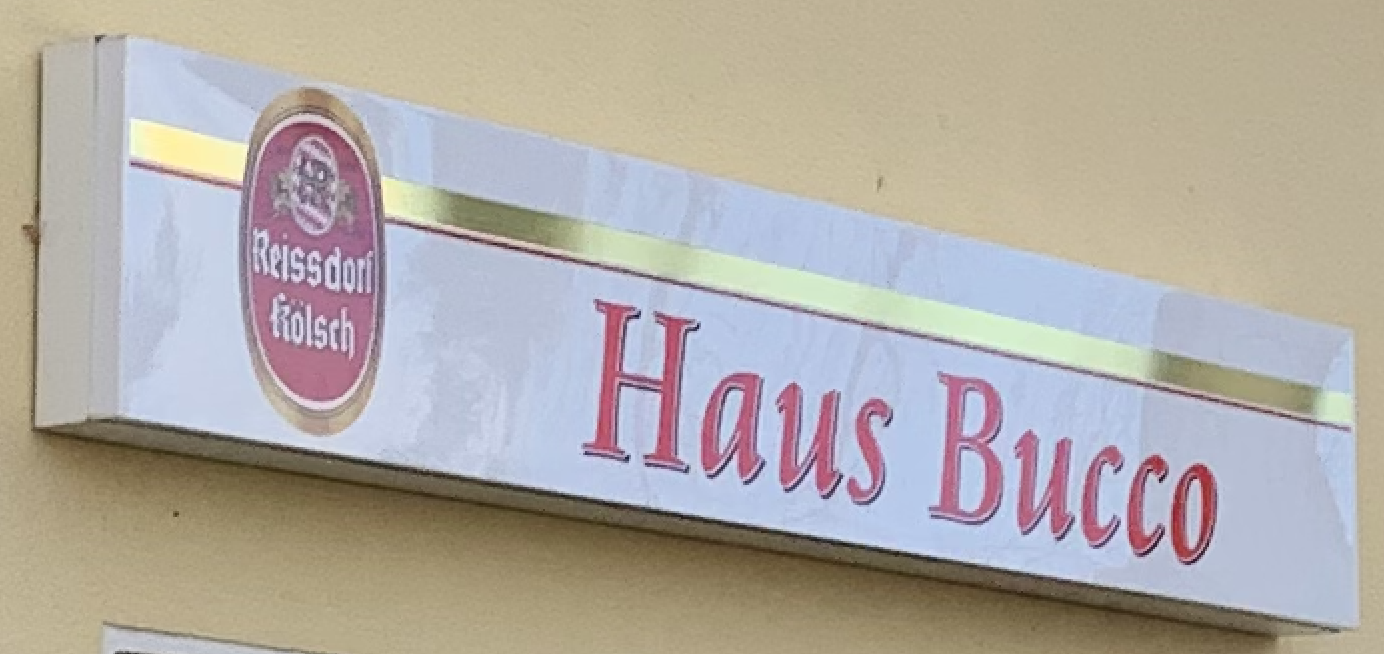 Reissdorf
Kölsch
Haus Bucco